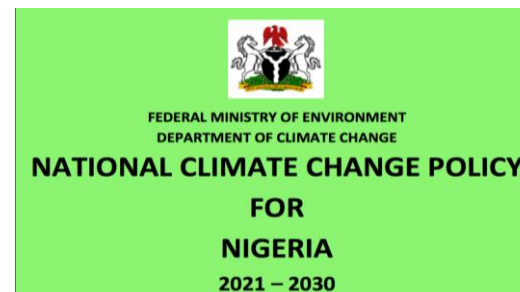 FEDERAL MINISTRY OF ENVIRONMENT
DEPARTMENT OF CLIMATE CHANGE
NATIONAL CLIMATE CHANGE POLICY
FOR
NIGERIA
2021 – 2030